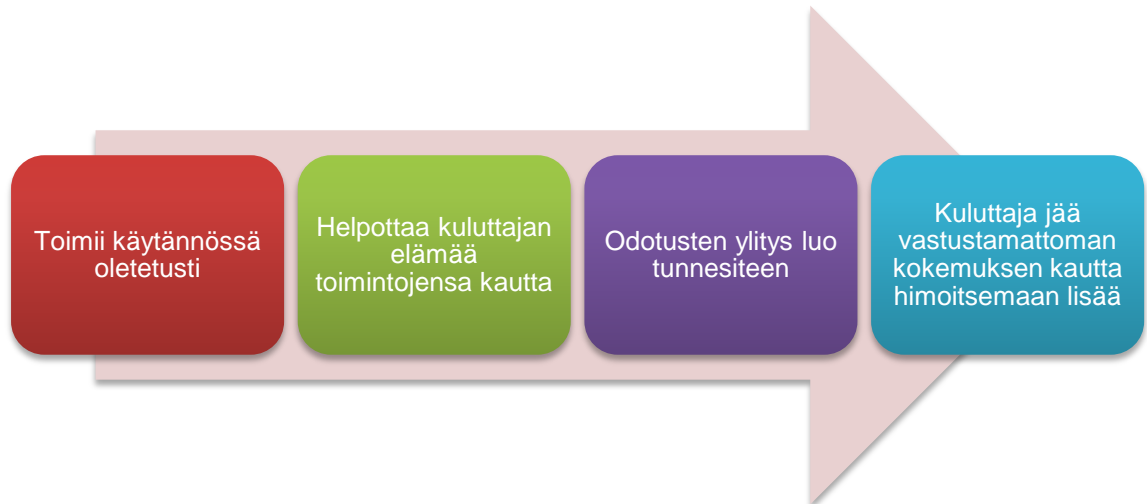 Toimii käytännössä
oletetusti
Helpottaa kuluttajan
elämää
toimintojensa kautta
Odotusten ylitys luo
tunnesiteen
Kuluttaja jää
vastustamattoman
kokemuksen kautta
himoitsemaan lisää